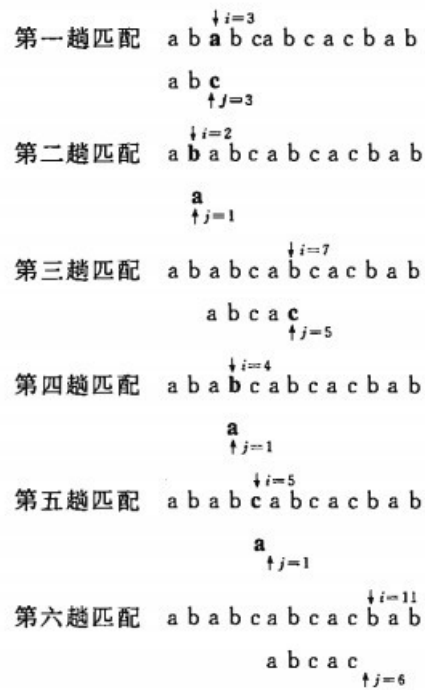 ↓i=3
第一趟匹配 a b a b ca b c a c b a b
a b c
↑j=3
↓i=2
第二趟匹配 a b a b c a b c a c b a b
a
↑j=1
↓i=7
第三趟匹配 a b a b c a b c a c b a b
a b c a c
↑j=5
↓i=4
第四趟匹配 a b a b c a b c a c b a b
a
↑j=1
↓i=5
第五趟匹配 a b a b c a b c a c b a b
a
↑j=1
↓i=11
第六趟匹配 a b a b c a b c a c b a b
a b c a c
↑j=6